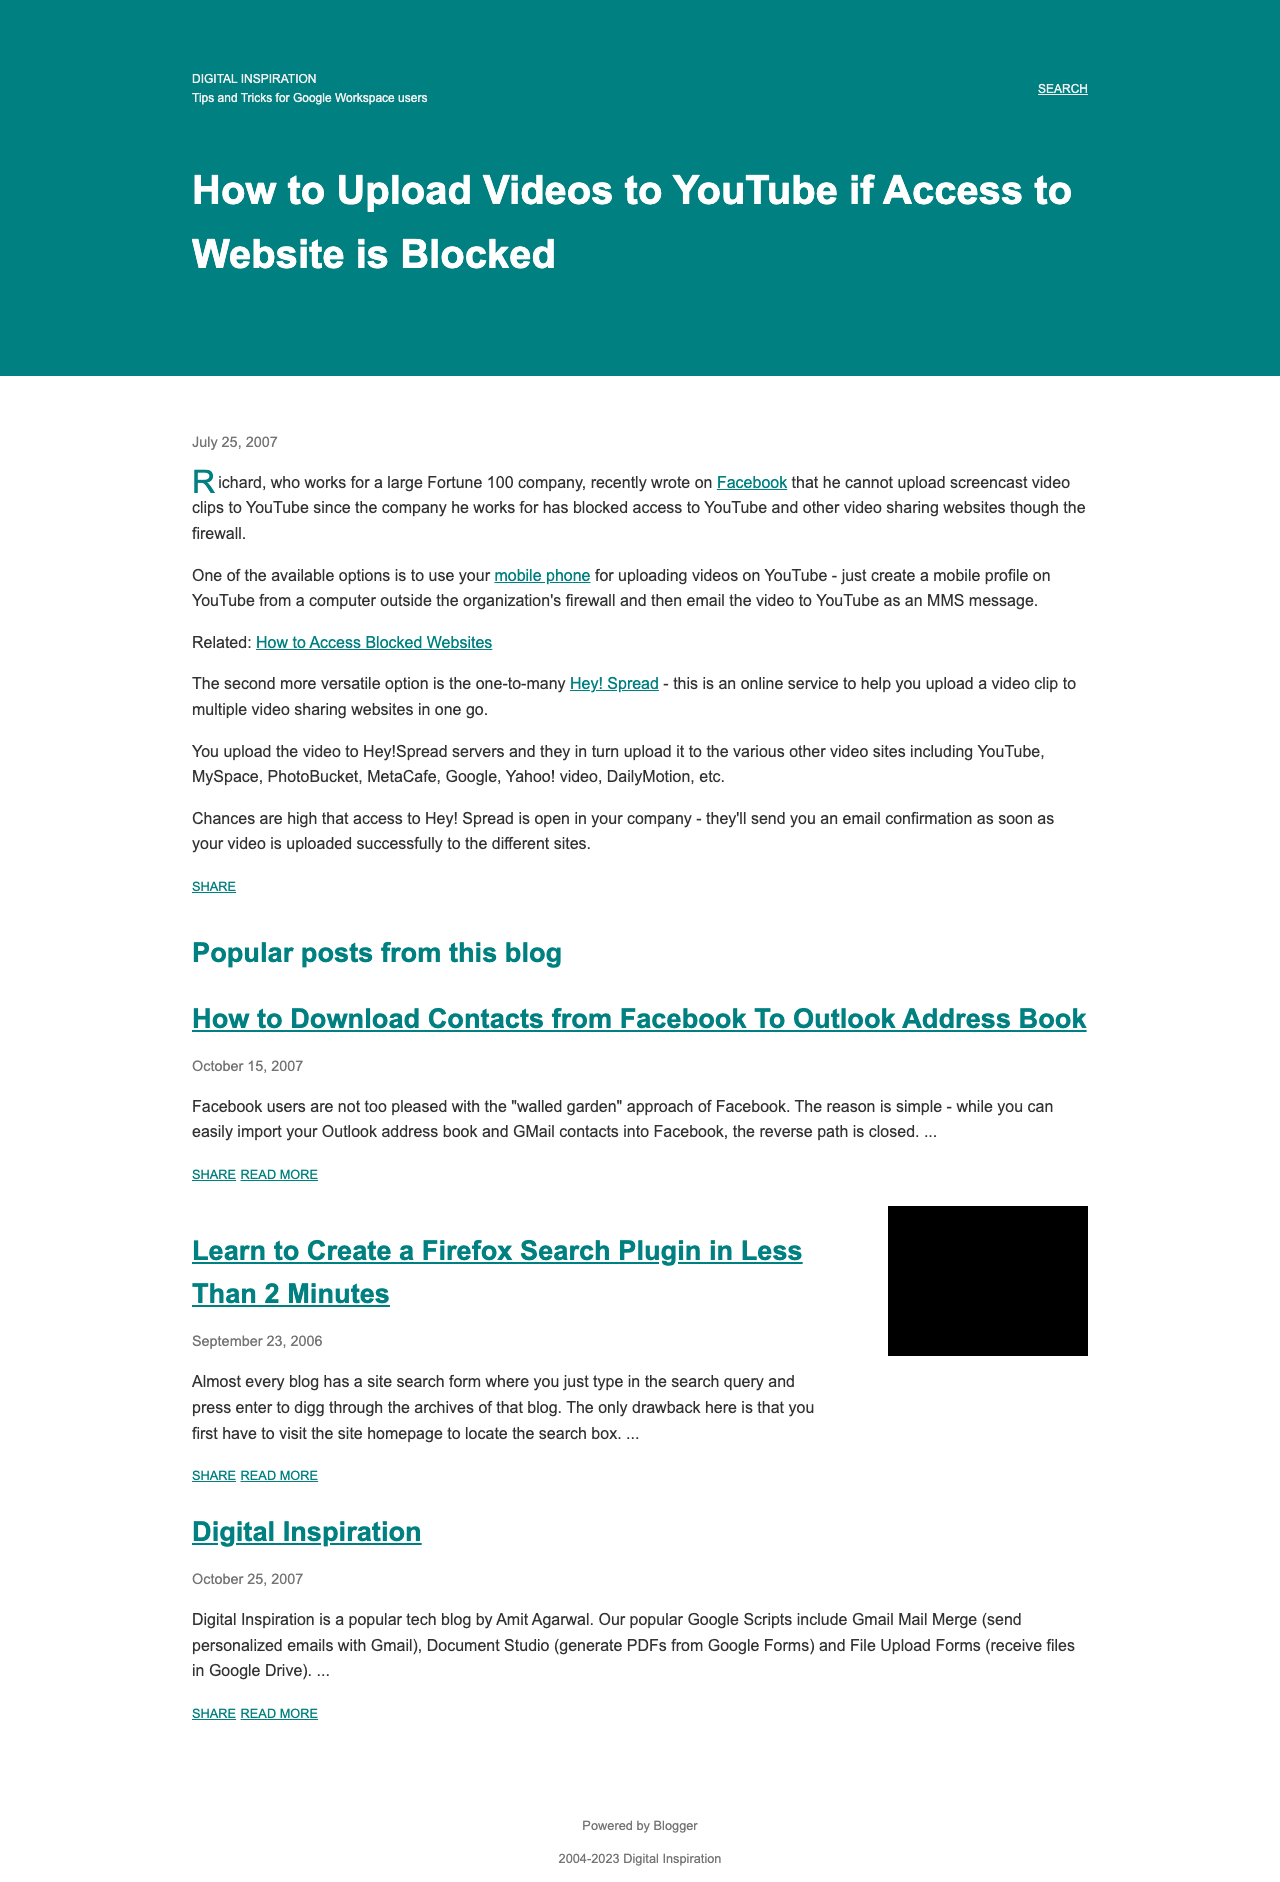 DIGITAL INSPIRATION
Tips and Tricks for Google Workspace users
SEARCH
How to Upload Videos to YouTube if Access to
Website is Blocked
July 25, 2007
Richard, who works for a large Fortune 100 company, recently wrote on Facebook that he cannot upload screencast video
clips to YouTube since the company he works for has blocked access to YouTube and other video sharing websites though the
firewall.
One of the available options is to use your mobile phone for uploading videos on YouTube - just create a mobile profile on
YouTube from a computer outside the organization's firewall and then email the video to YouTube as an MMS message.
Related: How to Access Blocked Websites
The second more versatile option is the one-to-many Hey! Spread - this is an online service to help you upload a video clip to
multiple video sharing websites in one go.
You upload the video to Hey!Spread servers and they in turn upload it to the various other video sites including YouTube,
MySpace, PhotoBucket, MetaCafe, Google, Yahoo! video, DailyMotion, etc.
Chances are high that access to Hey! Spread is open in your company - they'll send you an email confirmation as soon as
your video is uploaded successfully to the different sites.
SHARE
Popular posts from this blog
How to Download Contacts from Facebook To Outlook Address Book
October 15, 2007
Facebook users are not too pleased with the "walled garden" approach of Facebook. The reason is simple - while you can
easily import your Outlook address book and GMail contacts into Facebook, the reverse path is closed. ...
SHARE READ MORE
Learn to Create a Firefox Search Plugin in Less
Than 2 Minutes
September 23, 2006
Almost every blog has a site search form where you just type in the search query and
press enter to digg through the archives of that blog. The only drawback here is that you
first have to visit the site homepage to locate the search box. ...
SHARE READ MORE
Digital Inspiration
October 25, 2007
Digital Inspiration is a popular tech blog by Amit Agarwal. Our popular Google Scripts include Gmail Mail Merge (send
personalized emails with Gmail), Document Studio (generate PDFs from Google Forms) and File Upload Forms (receive files
in Google Drive). ...
SHARE READ MORE
Powered by Blogger
2004-2023 Digital Inspiration